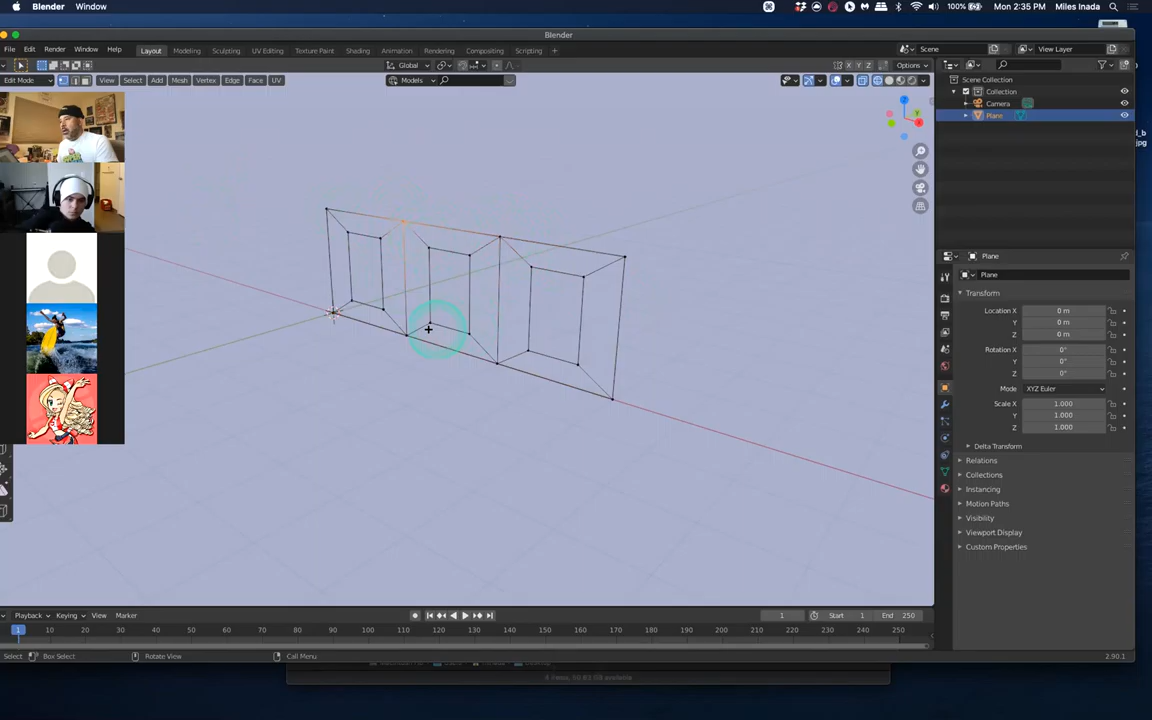 Blender Window
100% Mon 2:35 PM Miles Inada
Blender
File Edit Render Window Help Layout Modeling Sculpting UV Editing Texture Paint Shading Animation Rendering Compositing Scripting +
Scene View Layer
Global
X Y Z Options
Edit Mode View Select Add Mesh Vertex Edge Face UV
Models
Scene Collection
Collection
Camera
Plane
d_b
jpg
Z
Y
X
Plane
Plane
Transform
Location X 0 m
Y 0 m
Z 0 m
Rotation X 0°
Y 0°
Z 0°
Mode XYZ Euler
Scale X 1.000
Y 1.000
Z 1.000
Delta Transform
Relations
Collections
Instancing
Motion Paths
Visibility
Viewport Display
Custom Properties
Playback Keying View Marker
1 Start 1 End 250
1 10 20 30 40 50 60 70 80 90 100 110 120 130 140 150 160 170 180 190 200 210 220 230 240 250
Select Box Select Rotate View Call Menu 2.90.1